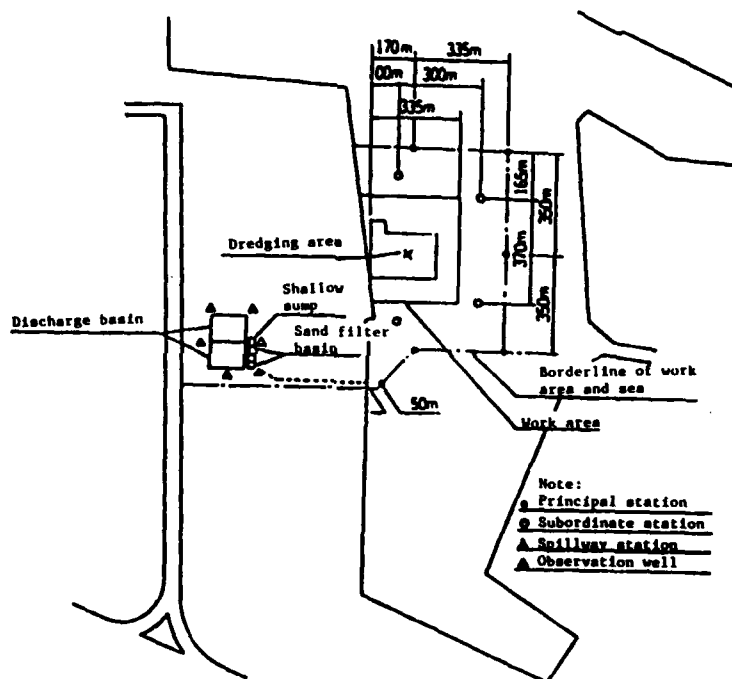 170m 335m
00m 300m
335m
165m
350m
370m
350m
Dredging area
Shallow
sump
Discharge basin
Sand filter
basin
Borderline of work
area and sea
50m
Work area
Note:
Principal station
Subordinate station
Spillway station
Observation well